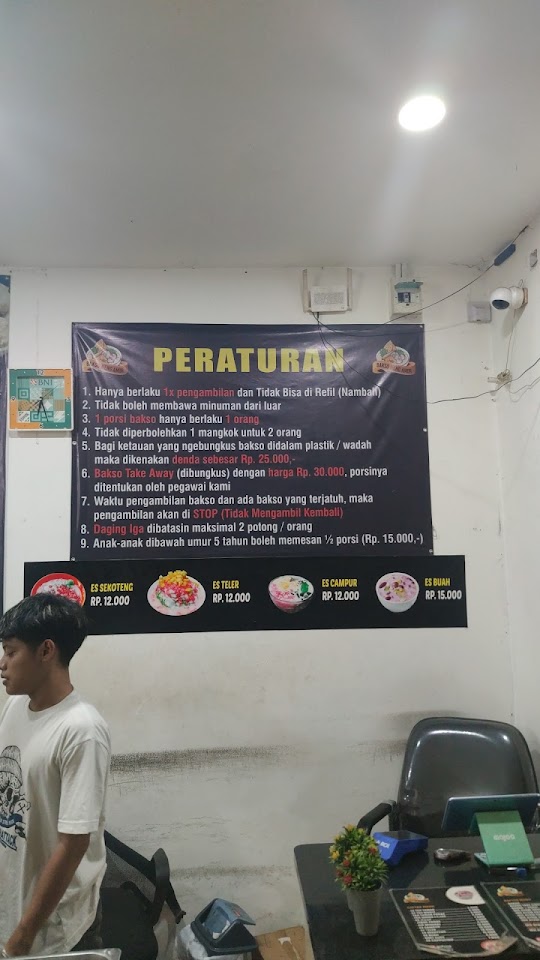 PERATURAN
1. Hanya berlaku 1x pengambilan dan Tidak Bisa di Refil (Nambah)
2. Tidak boleh membawa minuman dari luar
3. 1 porsi bakso hanya berlaku 1 orang
4. Tidak diperbolehkan 1 mangkok untuk 2 orang
5. Bagi ketauan yang ngebungkus bakso didalam plastik / wadah
maka dikenakan denda sebesar Rp. 25.000,-
6. Bakso Take Away (dibungkus) dengan harga Rp. 30.000, porsinya
ditentukan oleh pegawai kami
7. Waktu pengambilan bakso dan ada bakso yang terjatuh, maka
pengambilan akan di STOP (Tidak Mengambil Kembali)
8. Daging Iga dibatasin maksimal 2 potong / orang
9. Anak-anak dibawah umur 5 tahun boleh memesan ½ porsi (Rp. 15.000,-)
BNI
ES SEKOTENG
RP. 12.000
ES TELER
RP. 12.000
ES CAMPUR
RP. 12.000
ES BUAH
RP. 15.000